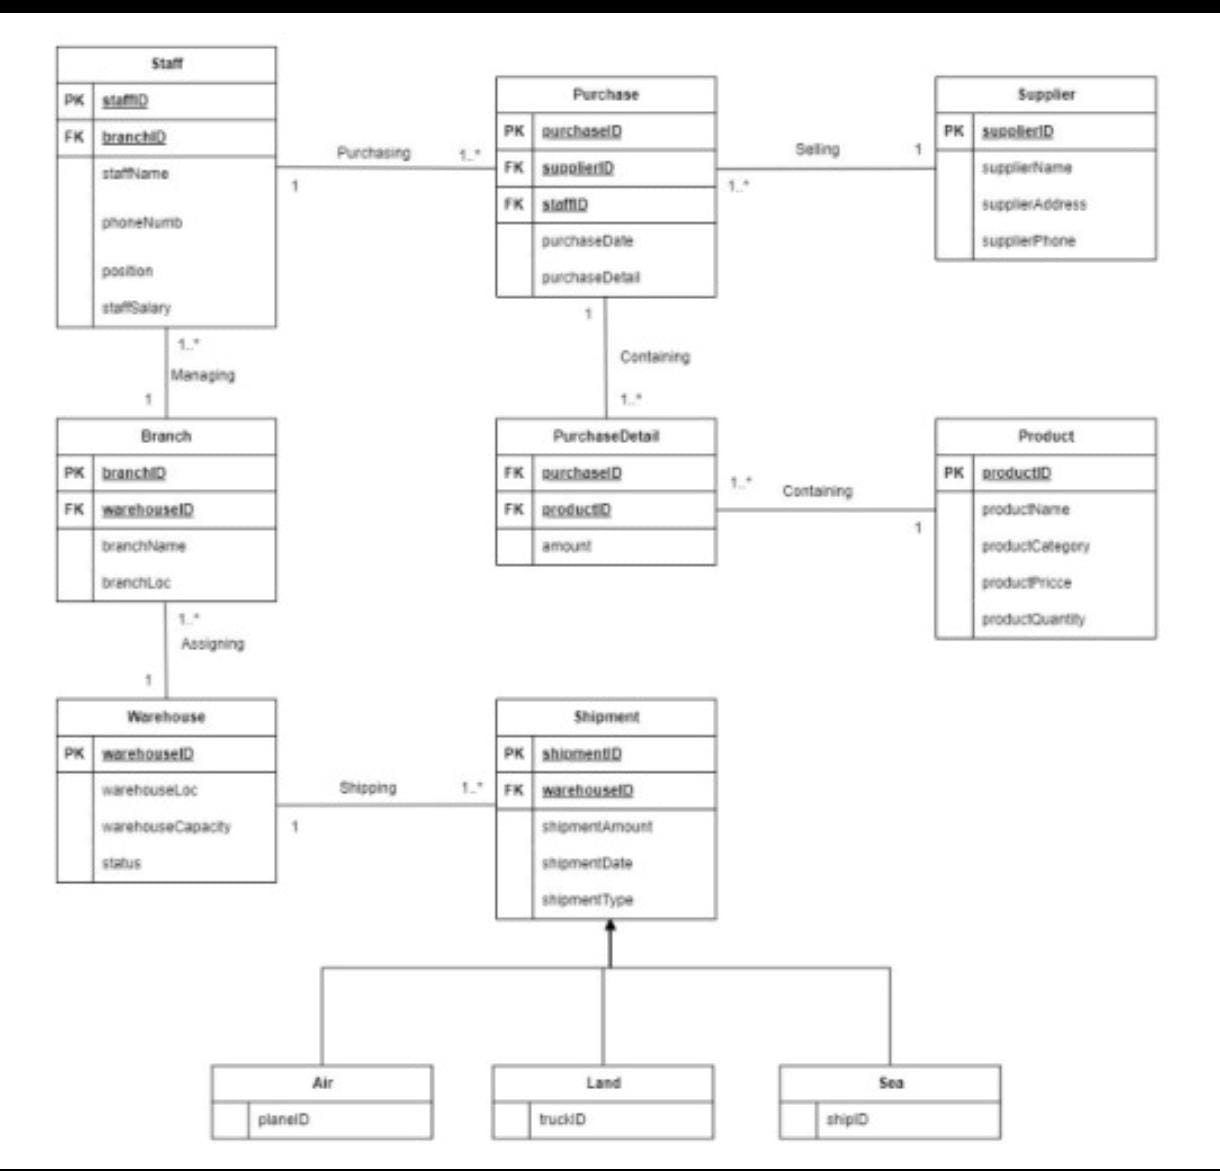 Staff
PK staffID
FK branchID
staffName
phoneNumb
position
staffSalary
Purchasing
1..*
1
Purchase
PK purchaseID
FK supplierID
FK staffID
purchaseDate
purchaseDetail
Selling
1
1..*
Supplier
PK supplierID
supplierName
supplierAddress
supplierPhone
1..*
Managing
1
1
Containing
1..*
Branch
PK branchID
FK warehouseID
branchName
branchLoc
PurchaseDetail
FK purchaseID
FK productID
amount
1..*
Containing
1
Product
PK productID
productName
productCategory
productPricce
productQuantity
1..*
Assigning
1
Warehouse
PK warehouseID
warehouseLoc
warehouseCapacity
status
Shipping
1..*
1
Shipment
PK shipmentID
FK warehouseID
shipmentAmount
shipmentDate
shipmentType
Air
planeID
Land
truckID
Sea
shipID